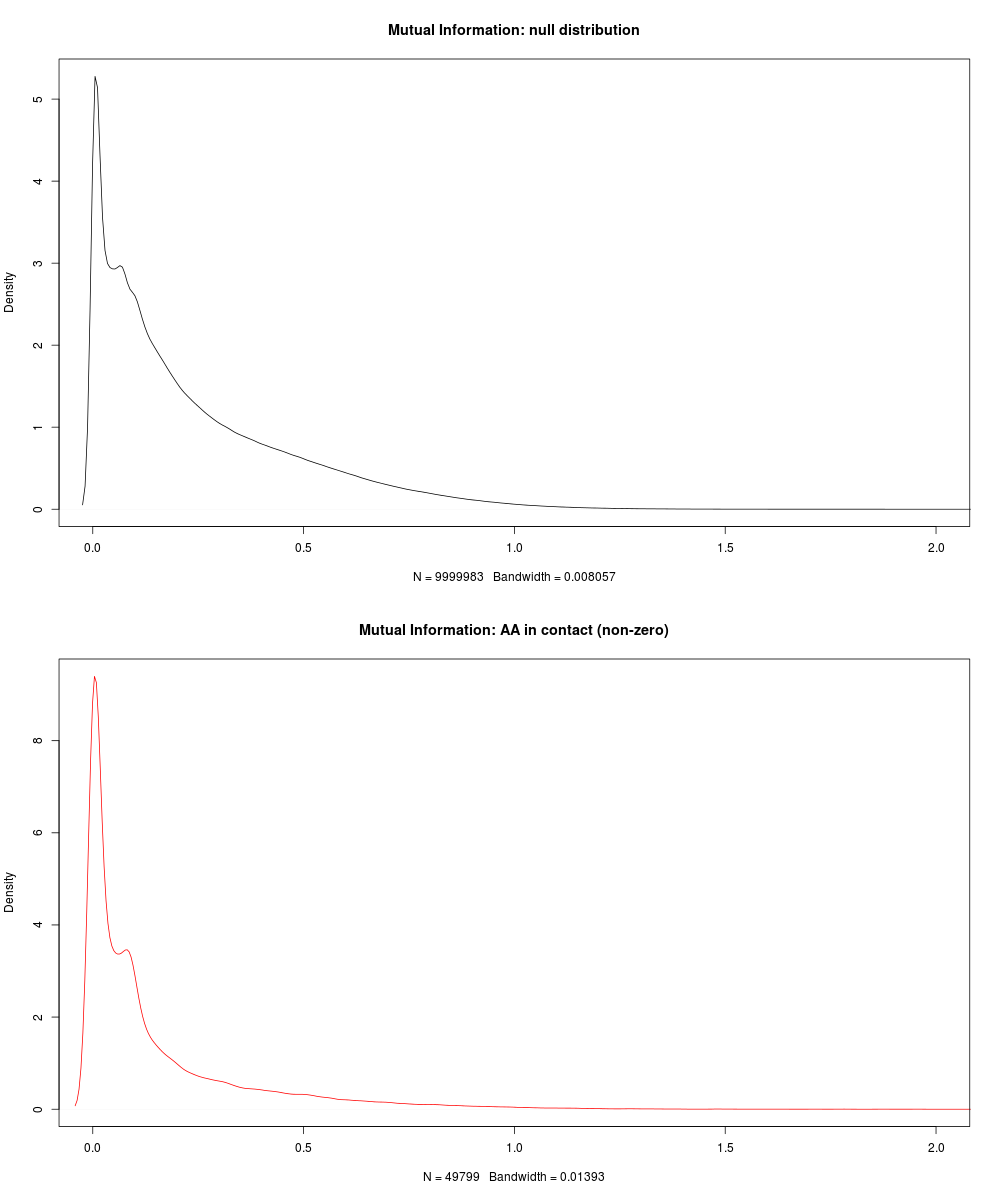 Mutual Information: null distribution
5
4
3
2
1
0
Density
0.0 0.5 1.0 1.5 2.0
N = 9999983 Bandwidth = 0.008057
Mutual Information: AA in contact (non-zero)
8
6
4
2
0
Density
0.0 0.5 1.0 1.5 2.0
N = 49799 Bandwidth = 0.01393